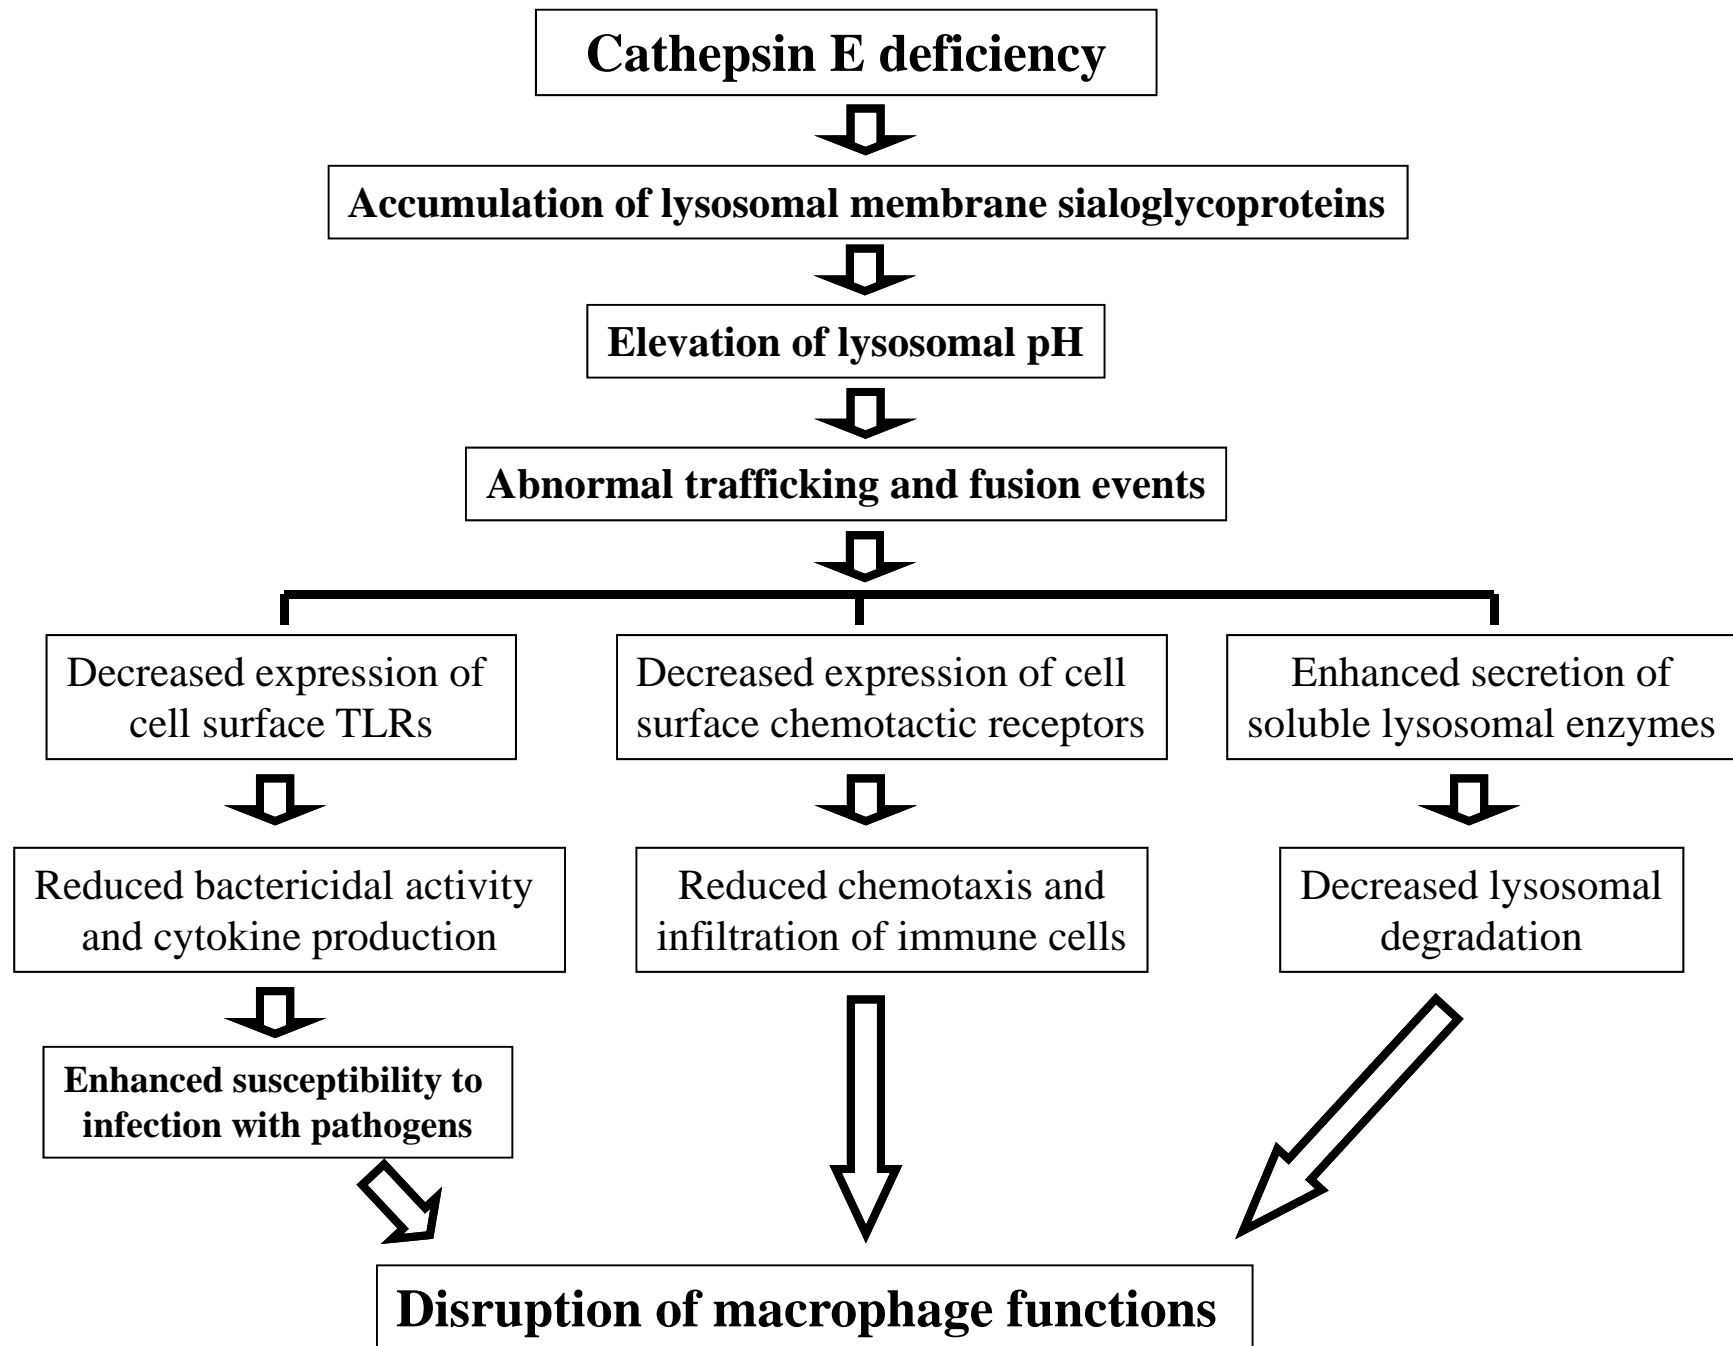 Cathepsin E deficiency
Accumulation of lysosomal membrane sialoglycoproteins
Elevation of lysosomal pH
Abnormal trafficking and fusion events
Decreased expression of
cell surface TLRs
Decreased expression of cell
surface chemotactic receptors
Enhanced secretion of
soluble lysosomal enzymes
Reduced bactericidal activity
and cytokine production
Reduced chemotaxis and
infiltration of immune cells
Decreased lysosomal
degradation
Enhanced susceptibility to
infection with pathogens
Disruption of macrophage functions